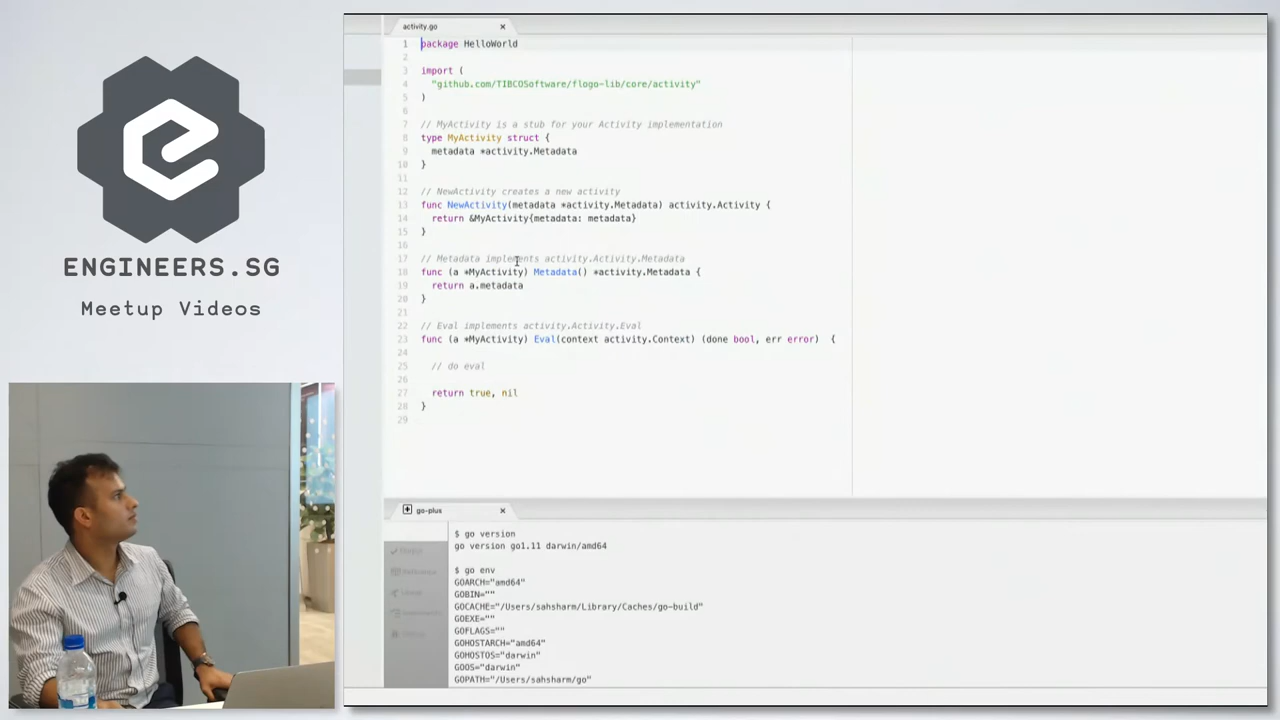 ENGINEERS.SG
Meetup Videos
activity.go
1 package HelloWorld
2
3 import (
4 "github.com/TIBCOSoftware/flogo-lib/core/activity"
5 )
6
7 // MyActivity is a stub for your Activity implementation
8 type MyActivity struct {
9 metadata *activity.Metadata
10 }
11
12 // NewActivity creates a new activity
13 func NewActivity(metadata *activity.Metadata) activity.Activity {
14 return &MyActivity{metadata: metadata}
15 }
16
17 // Metadata implements activity.Activity.Metadata
18 func (a *MyActivity) Metadata() *activity.Metadata {
19 return a.metadata
20 }
21
22 // Eval implements activity.Activity.Eval
23 func (a *MyActivity) Eval(context activity.Context) (done bool, err error) {
24
25 // do eval
26
27 return true, nil
28 }
29
go-plus
$ go version
go version go1.11 darwin/amd64
$ go env
GOARCH="amd64"
GOBIN=""
GOCACHE="/Users/sahsharm/Library/Caches/go-build"
GOEXE=""
GOFLAGS=""
GOHOSTARCH="amd64"
GOHOSTOS="darwin"
GOOS="darwin"
GOPATH="/Users/sahsharm/go"